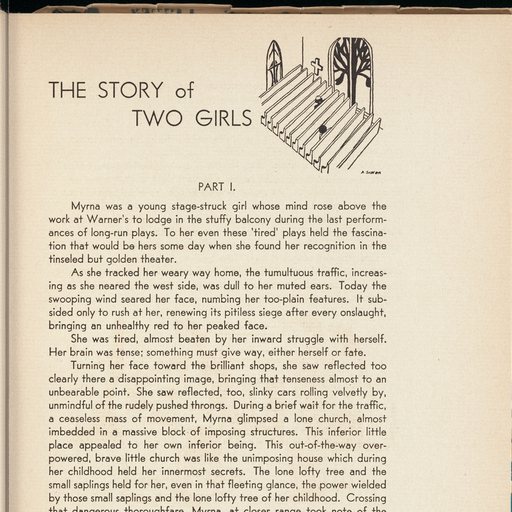 THE STORY of
TWO GIRLS
PART I.
Myrna was a young stage-struck girl whose mind rose above the
work at Warner's to lodge in the stuffy balcony during the last perform-
ances of long-run plays. To her even these 'tired' plays held the fascina-
tion that would be hers some day when she found her recognition in the
tinseled but golden theater.
As she tracked her weary way home, the tumultuous traffic, increas-
ing as she neared the west side, was dull to her muted ears. Today the
swooping wind seared her face, numbing her too-plain features. It sub-
sided only to rush at her, renewing its pitiless siege after every onslaught,
bringing an unhealthy red to her peaked face.
She was tired, almost beaten by her inward struggle with herself.
Her brain was tense; something must give way, either herself or fate.
Turning her face toward the brilliant shops, she saw reflected too
clearly there a disappointing image, bringing that tenseness almost to an
unbearable point. She saw reflected, too, slinky cars rolling velvetly by,
unmindful of the rudely pushed throngs. During a brief wait for the traffic,
a ceaseless mass of movement, Myrna glimpsed a lone church, almost
imbedded in a massive block of imposing structures. This inferior little
place appealed to her own inferior being. This out-of-the-way over-
powered, brave little church was like the unimposing house which during
her childhood held her innermost secrets. The lone lofty tree and the
small saplings held for her, even in that fleeting glance, the power wielded
by those small saplings and the lone lofty tree of her childhood. Crossing
that dangerous thoroughfare, Myrna, at closer range took note of the